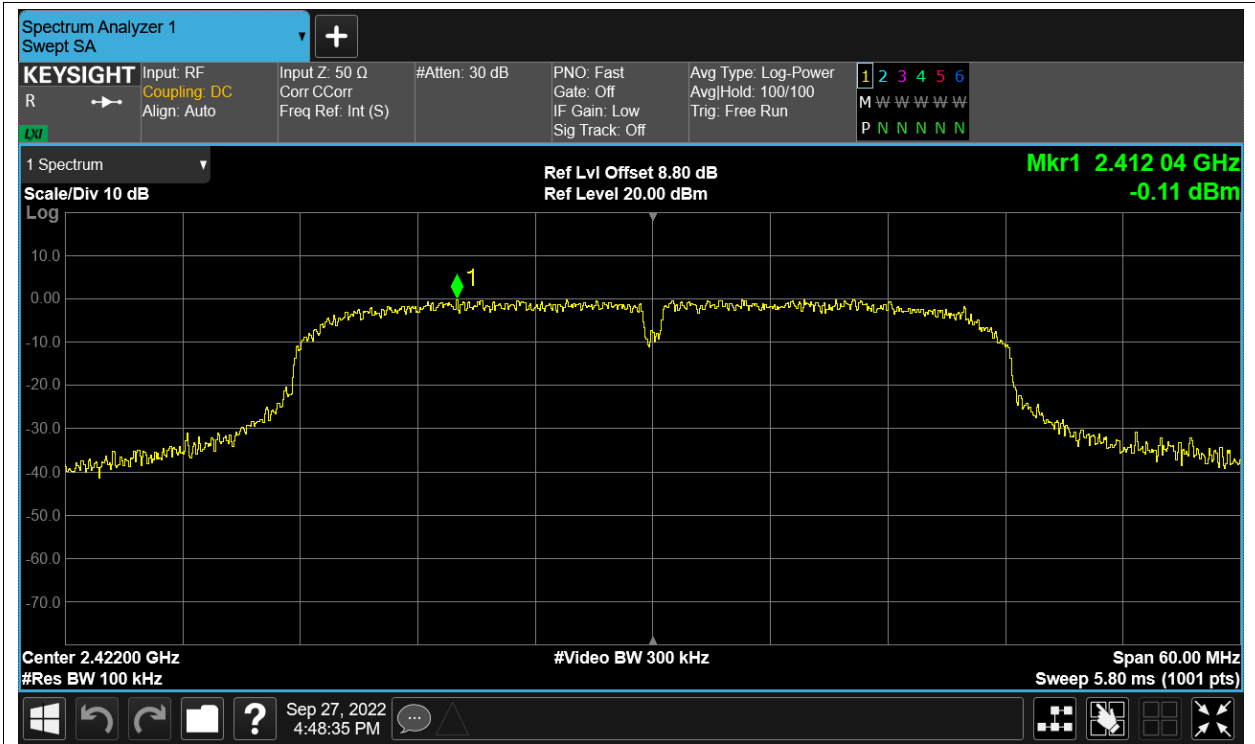 Spectrum Analyzer 1
Swept SA
KEYSIGHT
R
LXI
Input: RF
Coupling: DC
Align: Auto
Input Z: 50 Ω
Corr CCorr
Freq Ref: Int (S)
#Atten: 30 dB
PNO: Fast
Gate: Off
IF Gain: Low
Sig Track: Off
Avg Type: Log-Power
Avg|Hold: 100/100
Trig: Free Run
1 2 3 4 5 6
M W W W W W
P N N N N N
1 Spectrum
Scale/Div 10 dB
Log
Ref Lvl Offset 8.80 dB
Ref Level 20.00 dBm
Mkr1 2.412 04 GHz
-0.11 dBm
10.0
0.00
-10.0
-20.0
-30.0
-40.0
-50.0
-60.0
-70.0
1
Center 2.42200 GHz
#Res BW 100 kHz
#Video BW 300 kHz
Span 60.00 MHz
Sweep 5.80 ms (1001 pts)
?
Sep 27, 2022
4:48:35 PM